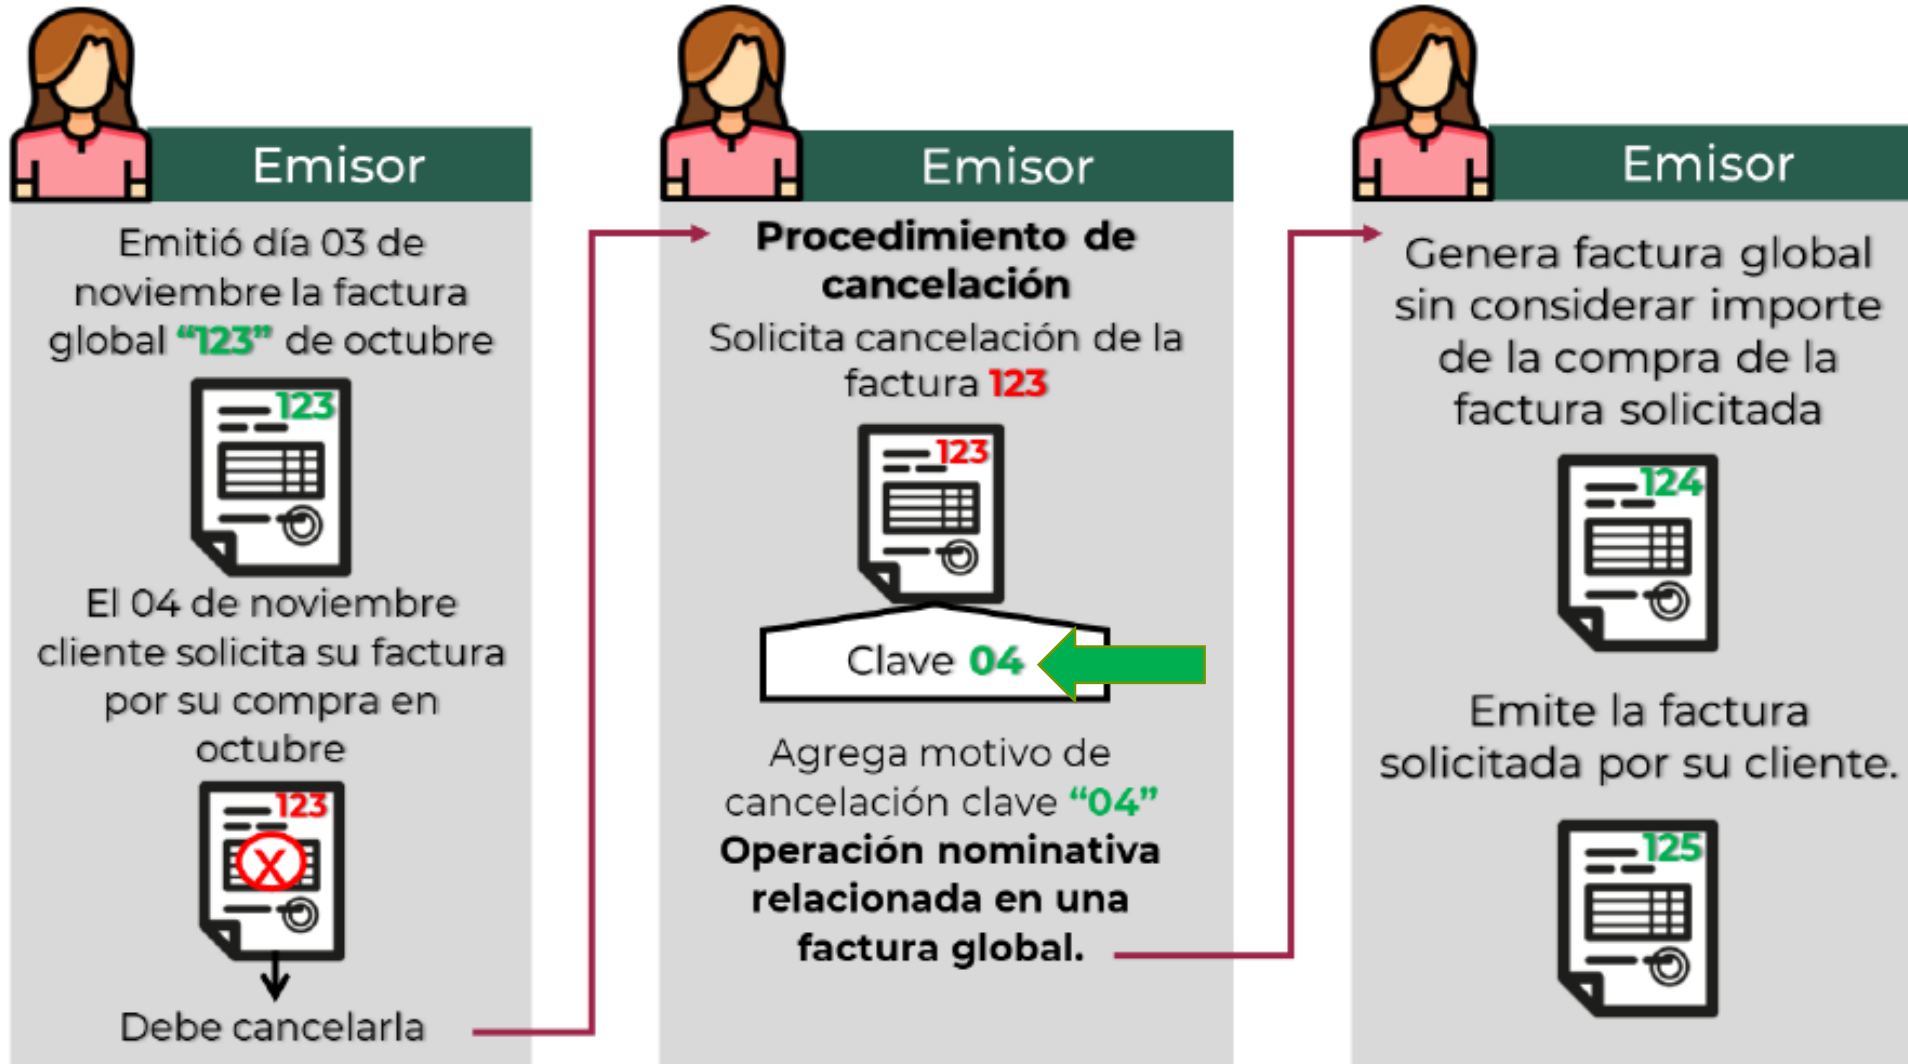 Emisor
Emitió día 03 de
noviembre la factura
global “123” de octubre
123
El 04 de noviembre
cliente solicita su factura
por su compra en
octubre
123
X
Debe cancelarla
Emisor
Procedimiento de
cancelación
Solicita cancelación de la
factura 123
123
Clave 04
Agrega motivo de
cancelación clave “04”
Operación nominativa
relacionada en una
factura global.
Emisor
Genera factura global
sin considerar importe
de la compra de la
factura solicitada
124
Emite la factura
solicitada por su cliente.
125